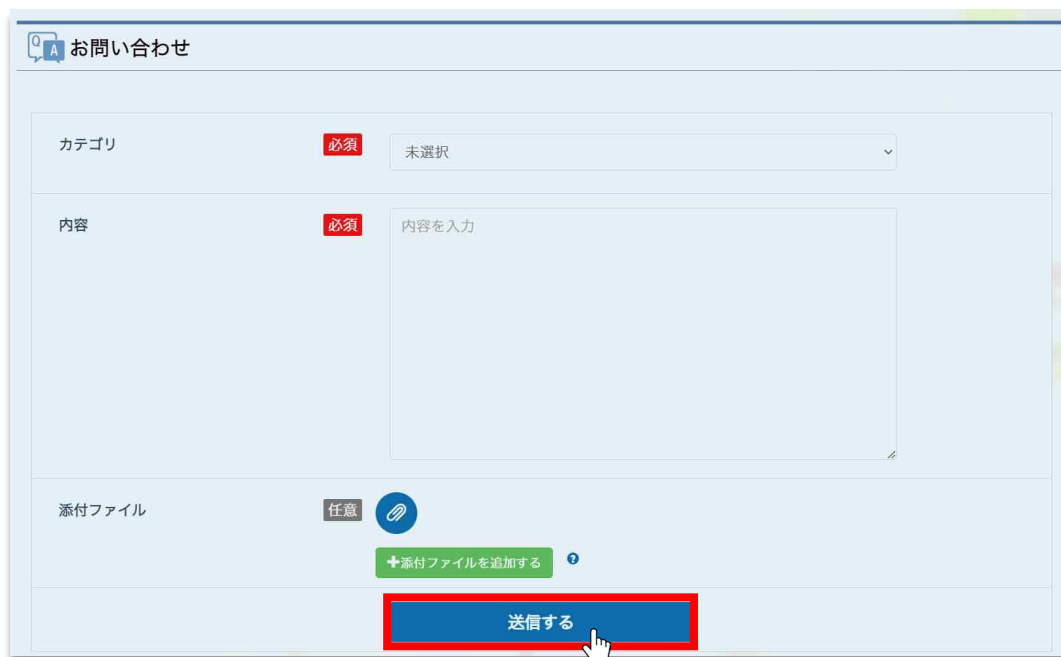 Q A お問い合わせ
カテゴリ 必須 未選択
内容 必須 内容を入力
添付ファイル 任意
+添付ファイルを追加する ?
送信する